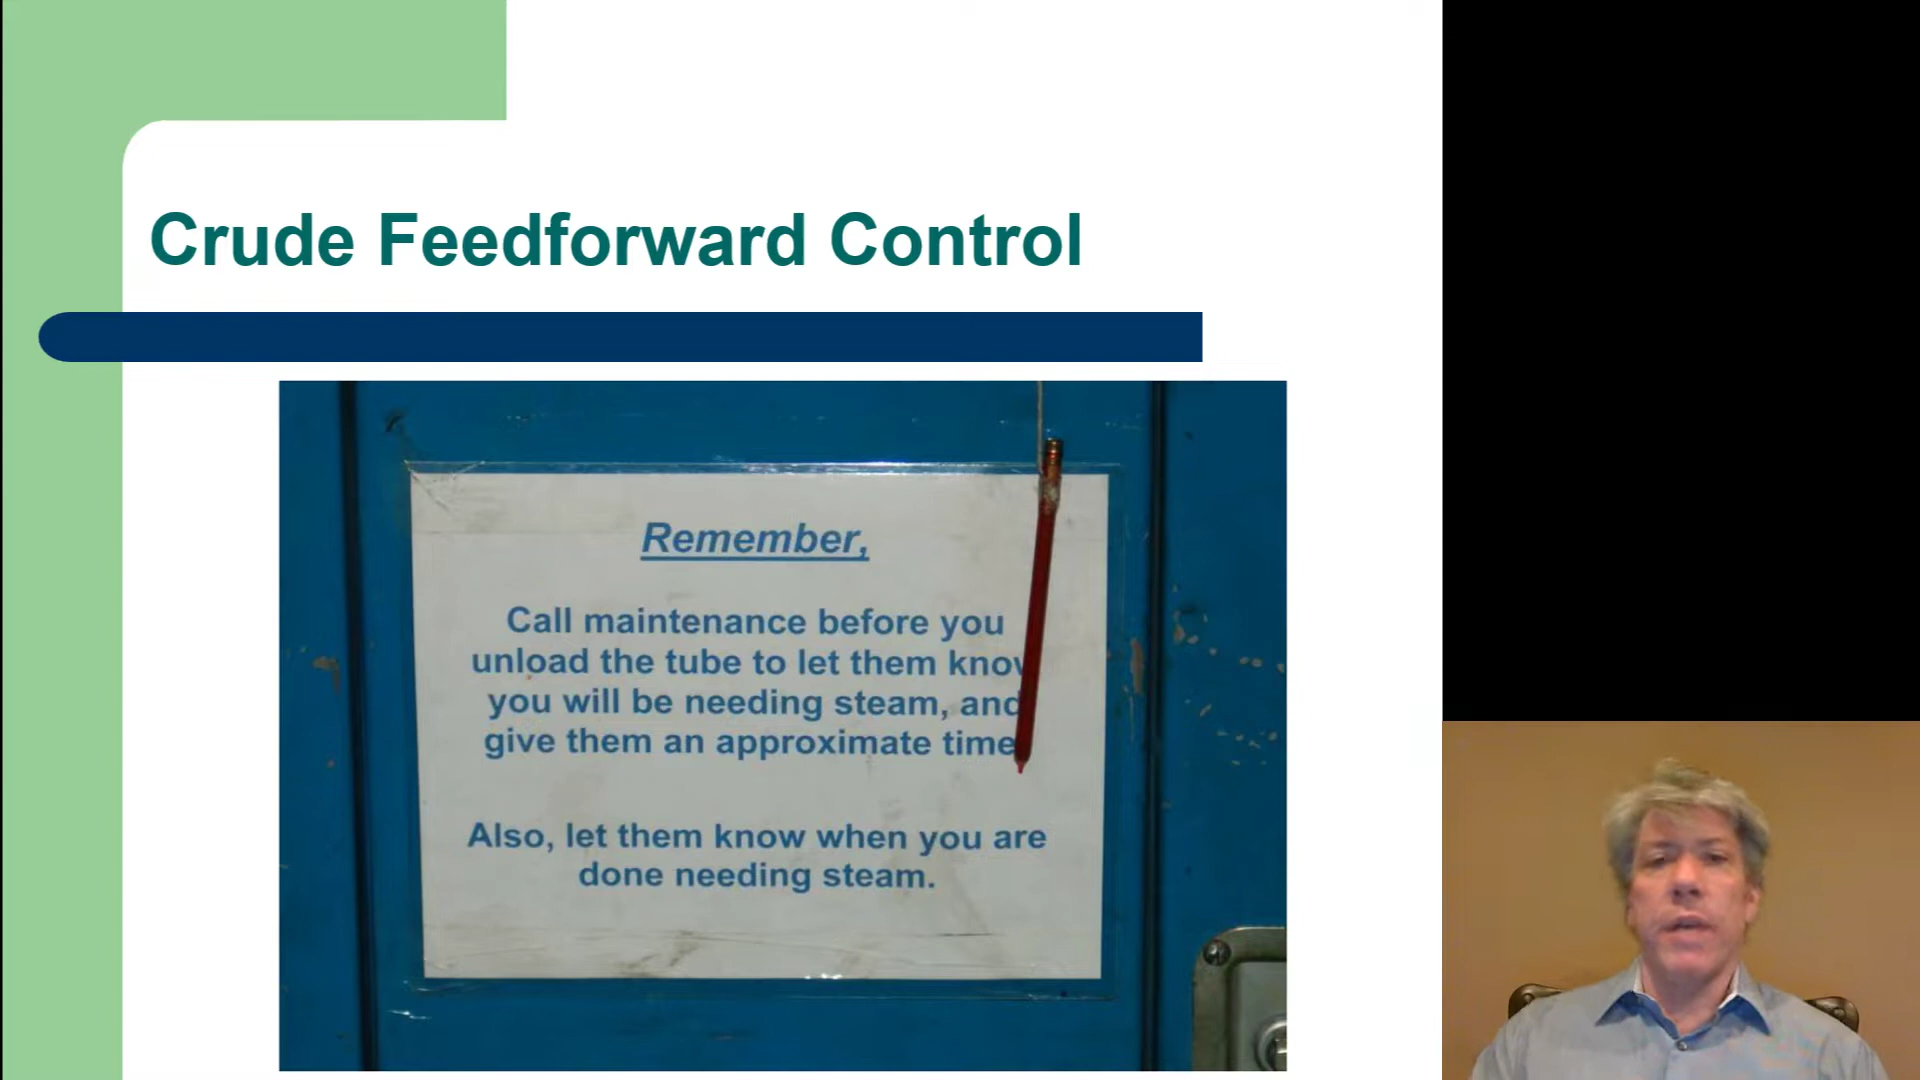 Crude Feedforward Control
Remember,
Call maintenance before you
unload the tube to let them know
you will be needing steam, and
give them an approximate time
Also, let them know when you are
done needing steam.